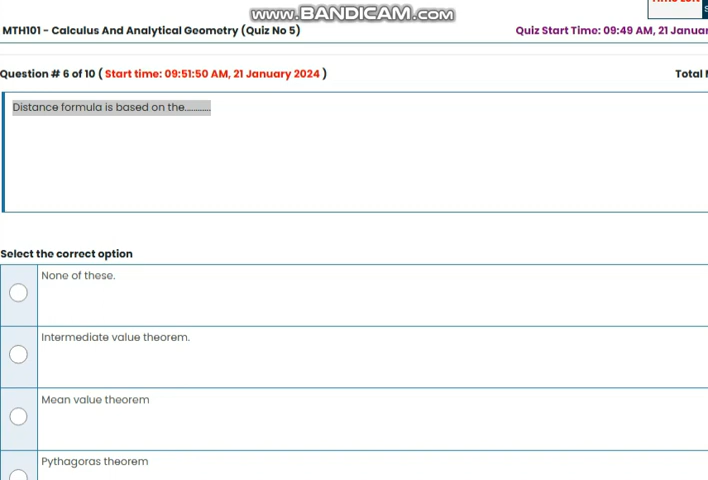 www.BANDICAM.com
MTH101 - Calculus And Analytical Geometry (Quiz No 5)
Quiz Start Time: 09:49 AM, 21 Januar
Question # 6 of 10 ( Start time: 09:51:50 AM, 21 January 2024 )
Total
Distance formula is based on the............
Select the correct option
None of these.
Intermediate value theorem.
Mean value theorem
Pythagoras theorem